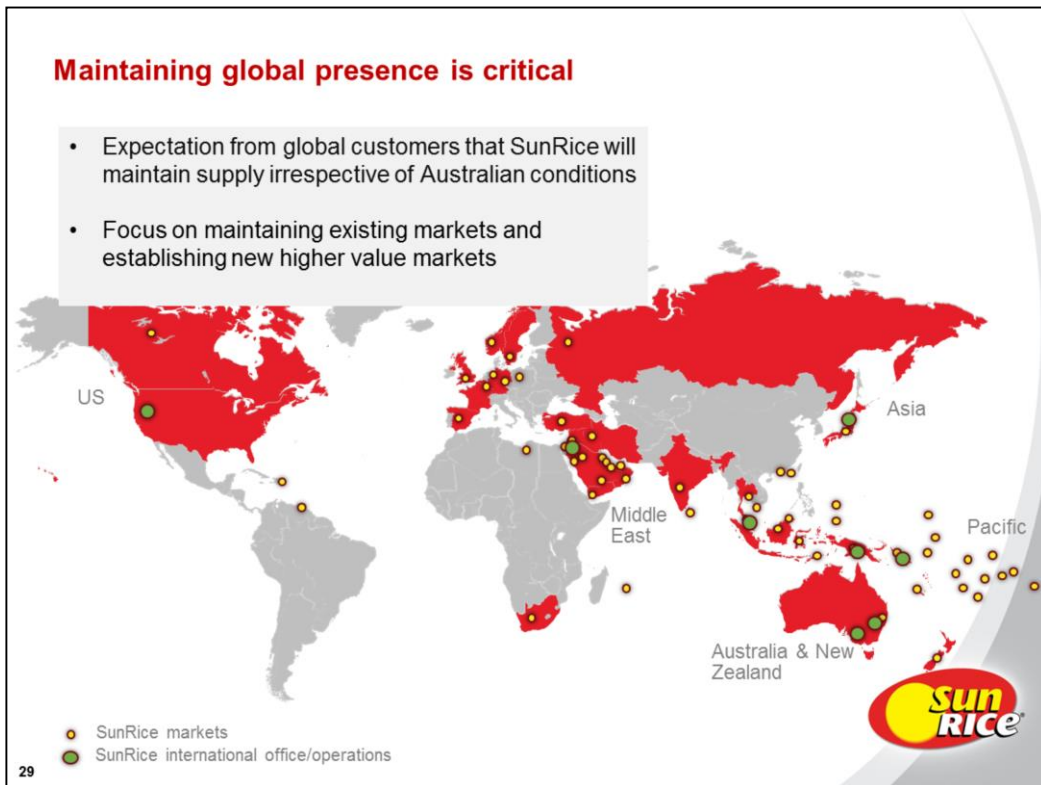 Maintaining global presence is critical
• Expectation from global customers that SunRice will
maintain supply irrespective of Australian conditions
• Focus on maintaining existing markets and
establishing new higher value markets
US
Asia
Middle
East
Pacific
Australia & New
Zealand
Sun
RICE®
SunRice markets
SunRice international office/operations
29